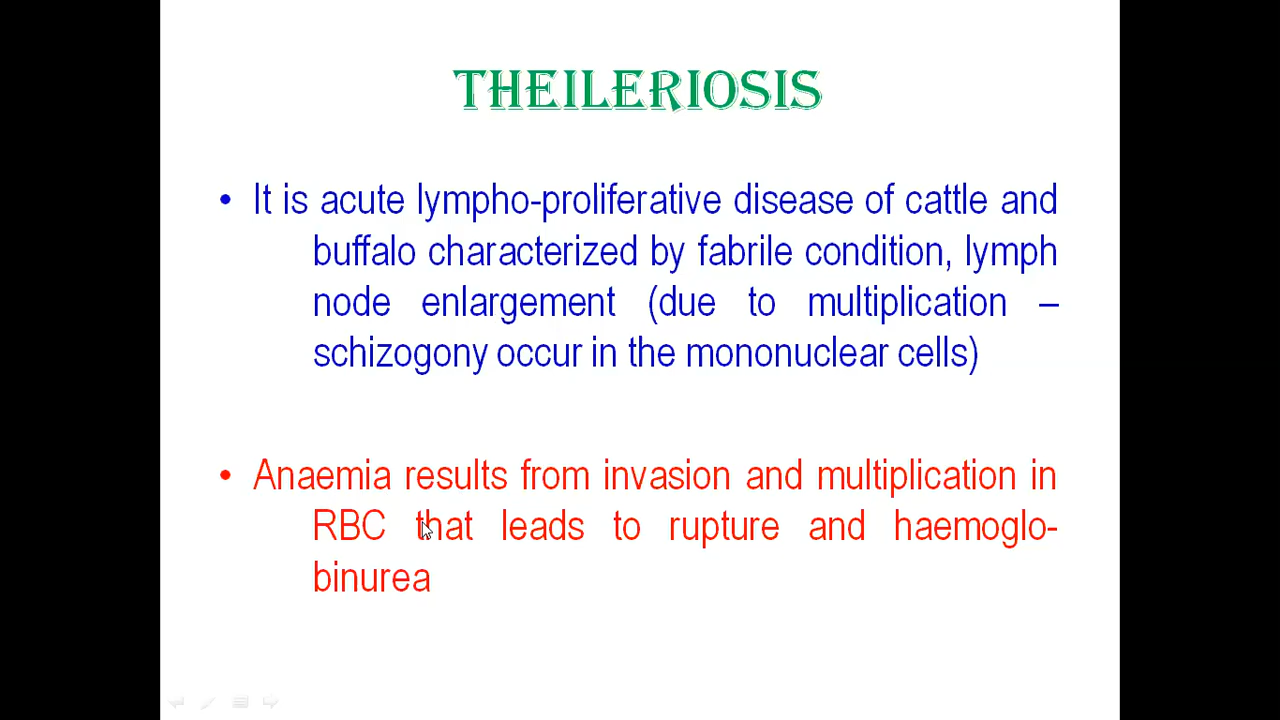 THEILERIOSIS
• It is acute lympho-proliferative disease of cattle and
buffalo characterized by fabrile condition, lymph
node enlargement (due to multiplication –
schizogony occur in the mononuclear cells)
• Anaemia results from invasion and multiplication in
RBC that leads to rupture and haemoglo-
binurea